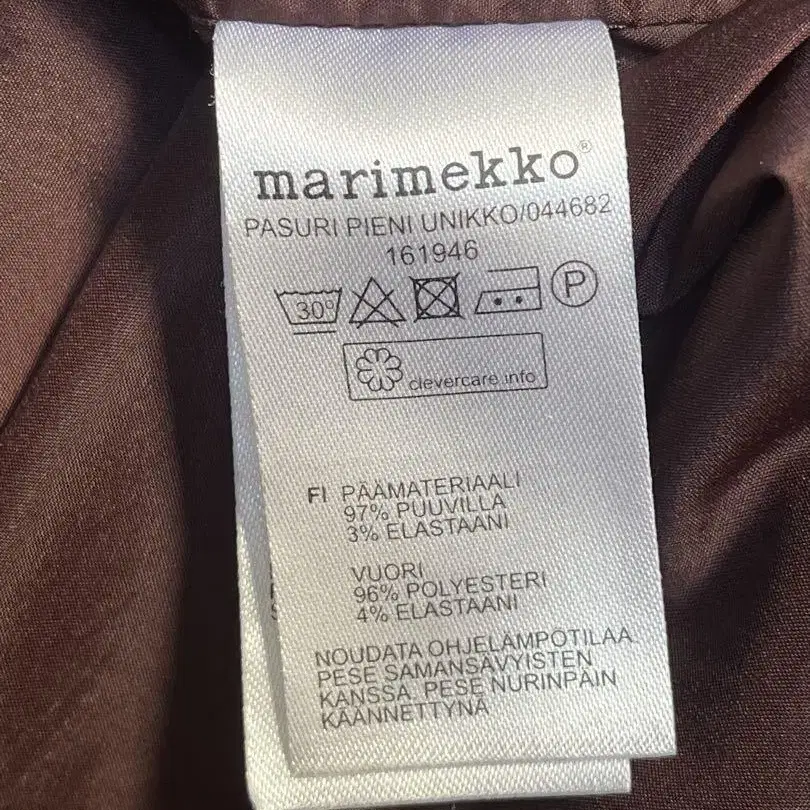 marimekko®
PASURI PIENI UNIKKO/044682
161946
30° P
clevercare.info
FI PÄÄMATERIAALI
97% PUUVILLA
3% ELASTAANI
VUORI
96% POLYESTERI
4% ELASTAANI
NOUDATA OHJELÄMPÖTILAA.
PESE SAMANSÄVYISTEN
KANSSA. PESE NURINPÄIN
KÄÄNNETTYNÄ